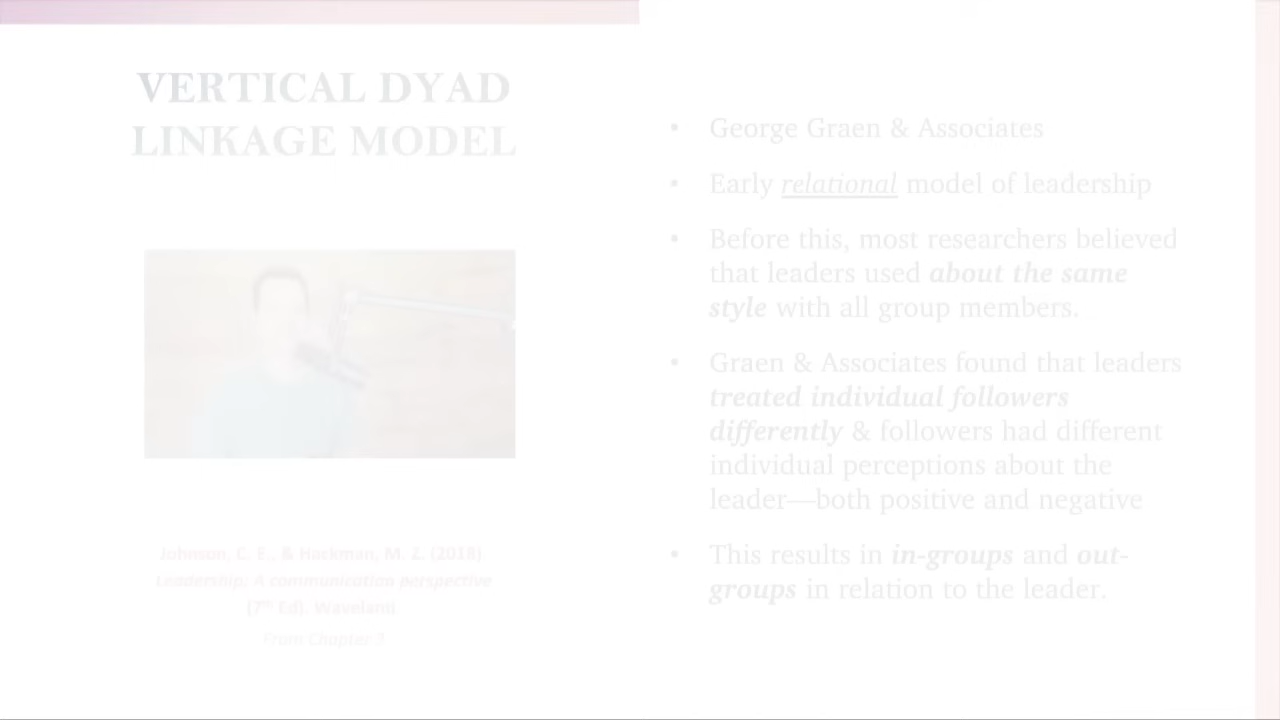 VERTICAL DYAD
LINKAGE MODEL
• George Graen & Associates
• Early relational model of leadership
• Before this, most researchers believed
that leaders used about the same
style with all group members.
• Graen & Associates found that leaders
treated individual followers
differently & followers had different
individual perceptions about the
leader—both positive and negative
• This results in in-groups and out-
groups in relation to the leader.
Johnson, C. E., & Hackman, M. Z. (2018)
Leadership: A communication Perspective
(7th Ed). Waveland
From Chapter 3